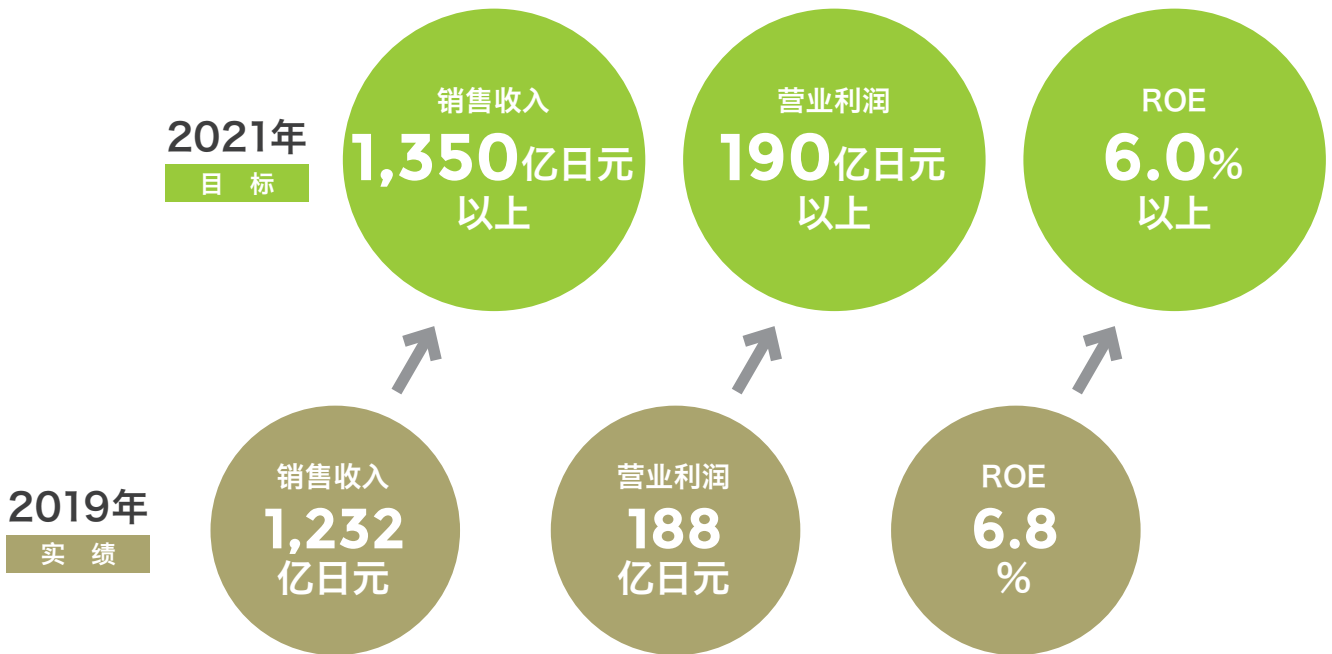 2021年
目 标
销售收入
1,350亿日元
以上
营业利润
190亿日元
以上
ROE
6.0%
以上
2019年
实 绩
销售收入
1,232
亿日元
营业利润
188
亿日元
ROE
6.8
%